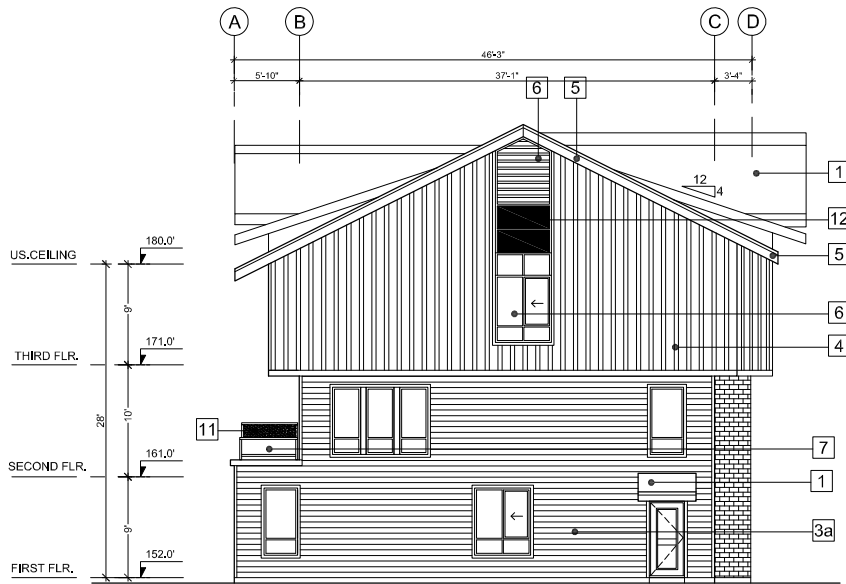 A B C D
46'-3"
5'-10" 37'-1" 3'-4"
6 5
12
4
1
12
US.CEILING 180.0'
5
9'
6
THIRD FLR. 171.0'
4
28'
10'
11
7
SECOND FLR. 161.0'
1
9'
3a
FIRST FLR. 152.0'